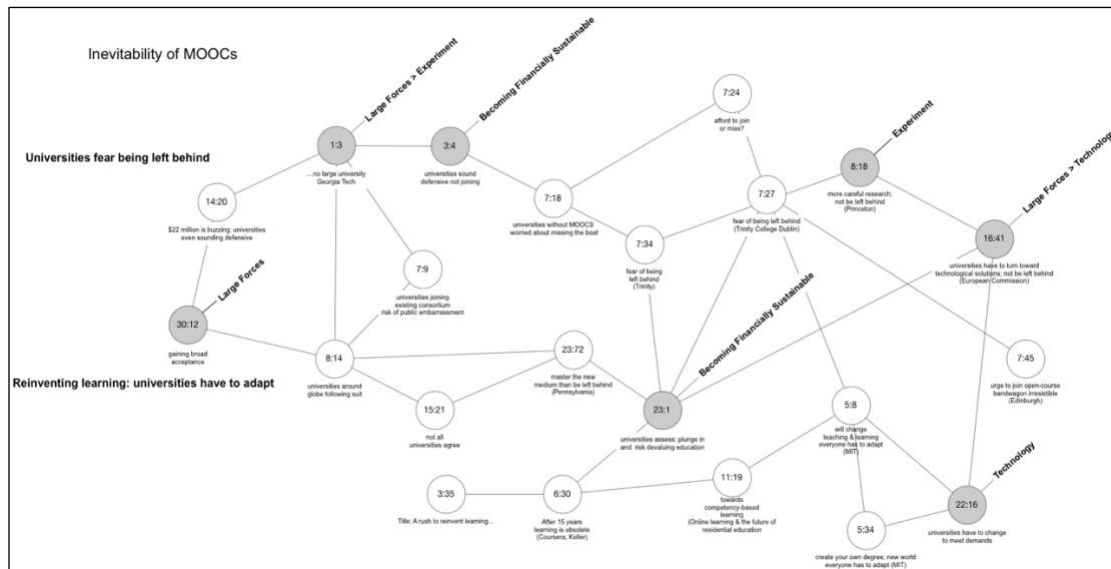 Inevitability of MOOCs
Large Forces > Experiment
Becoming Financially Sustainable
Universities fear being left behind
1:3
...no large university
Georgia Tech
3:4
universities sound
defensive not joining
7:24
afford to join
or miss?
Experiment
8:18
more careful research;
not be left behind
(Princeton)
Large Forces > Technology
14:20
$22 million is buzzing; universities
even sounding defensive
7:18
universities without MOOCS
worried about missing the boat
7:27
fear of being left behind
(Trinity College Dublin)
7:34
fear of being
left behind
(Trinity)
16:41
universities have to turn toward
technological solutions; not be left behind
(European Commission)
7:9
universities joining
existing consortium
risk of public embarrassment
Large Forces
30:12
gaining broad
acceptance
Reinventing learning: universities have to adapt
8:14
universities around
globe following suit
23:72
master the new
medium than be left behind
(Pennsylvania)
Becoming Financially Sustainable
7:45
urge to join open-course
bandwagon irresistible
(Edinburgh)
15:21
not all
universities agree
23:1
universities assess: plunge in
and risk devaluing education
5:8
will change
teaching & learning
everyone has to adapt
(MIT)
Technology
3:35
Title: A rush to reinvent learning...
6:30
After 15 years
learning is obsolete
(Coursera, Koller)
11:19
towards
competency-based
learning
(Online learning & the future of
residential education
22:16
universities have to change
to meet demands
5:34
create your own degree; new world
everyone has to adapt (MIT)